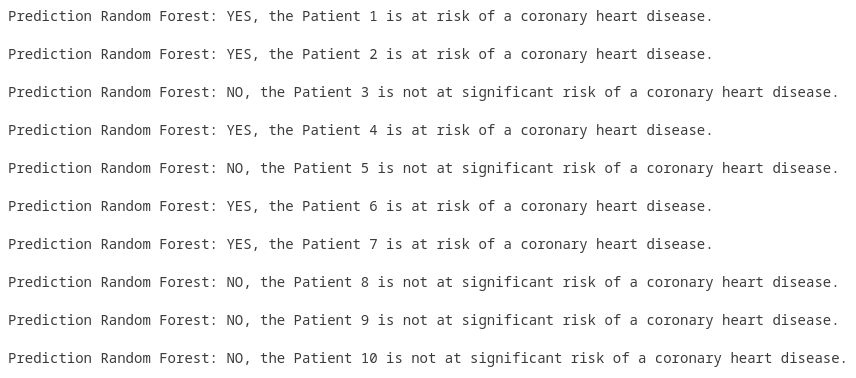 Prediction Random Forest: YES, the Patient 1 is at risk of a coronary heart disease.
Prediction Random Forest: YES, the Patient 2 is at risk of a coronary heart disease.
Prediction Random Forest: NO, the Patient 3 is not at significant risk of a coronary heart disease.
Prediction Random Forest: YES, the Patient 4 is at risk of a coronary heart disease.
Prediction Random Forest: NO, the Patient 5 is not at significant risk of a coronary heart disease.
Prediction Random Forest: YES, the Patient 6 is at risk of a coronary heart disease.
Prediction Random Forest: YES, the Patient 7 is at risk of a coronary heart disease.
Prediction Random Forest: NO, the Patient 8 is not at significant risk of a coronary heart disease.
Prediction Random Forest: NO, the Patient 9 is not at significant risk of a coronary heart disease.
Prediction Random Forest: NO, the Patient 10 is not at significant risk of a coronary heart disease.